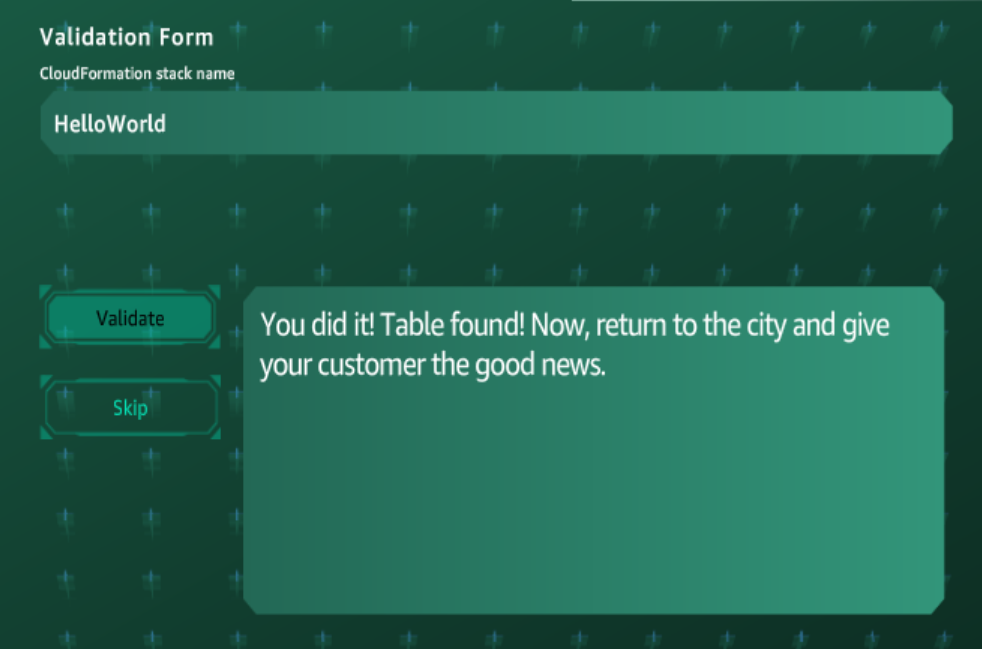 Validation Form
CloudFormation stack name
HelloWorld
Validate
You did it! Table found! Now, return to the city and give
your customer the good news.
Skip